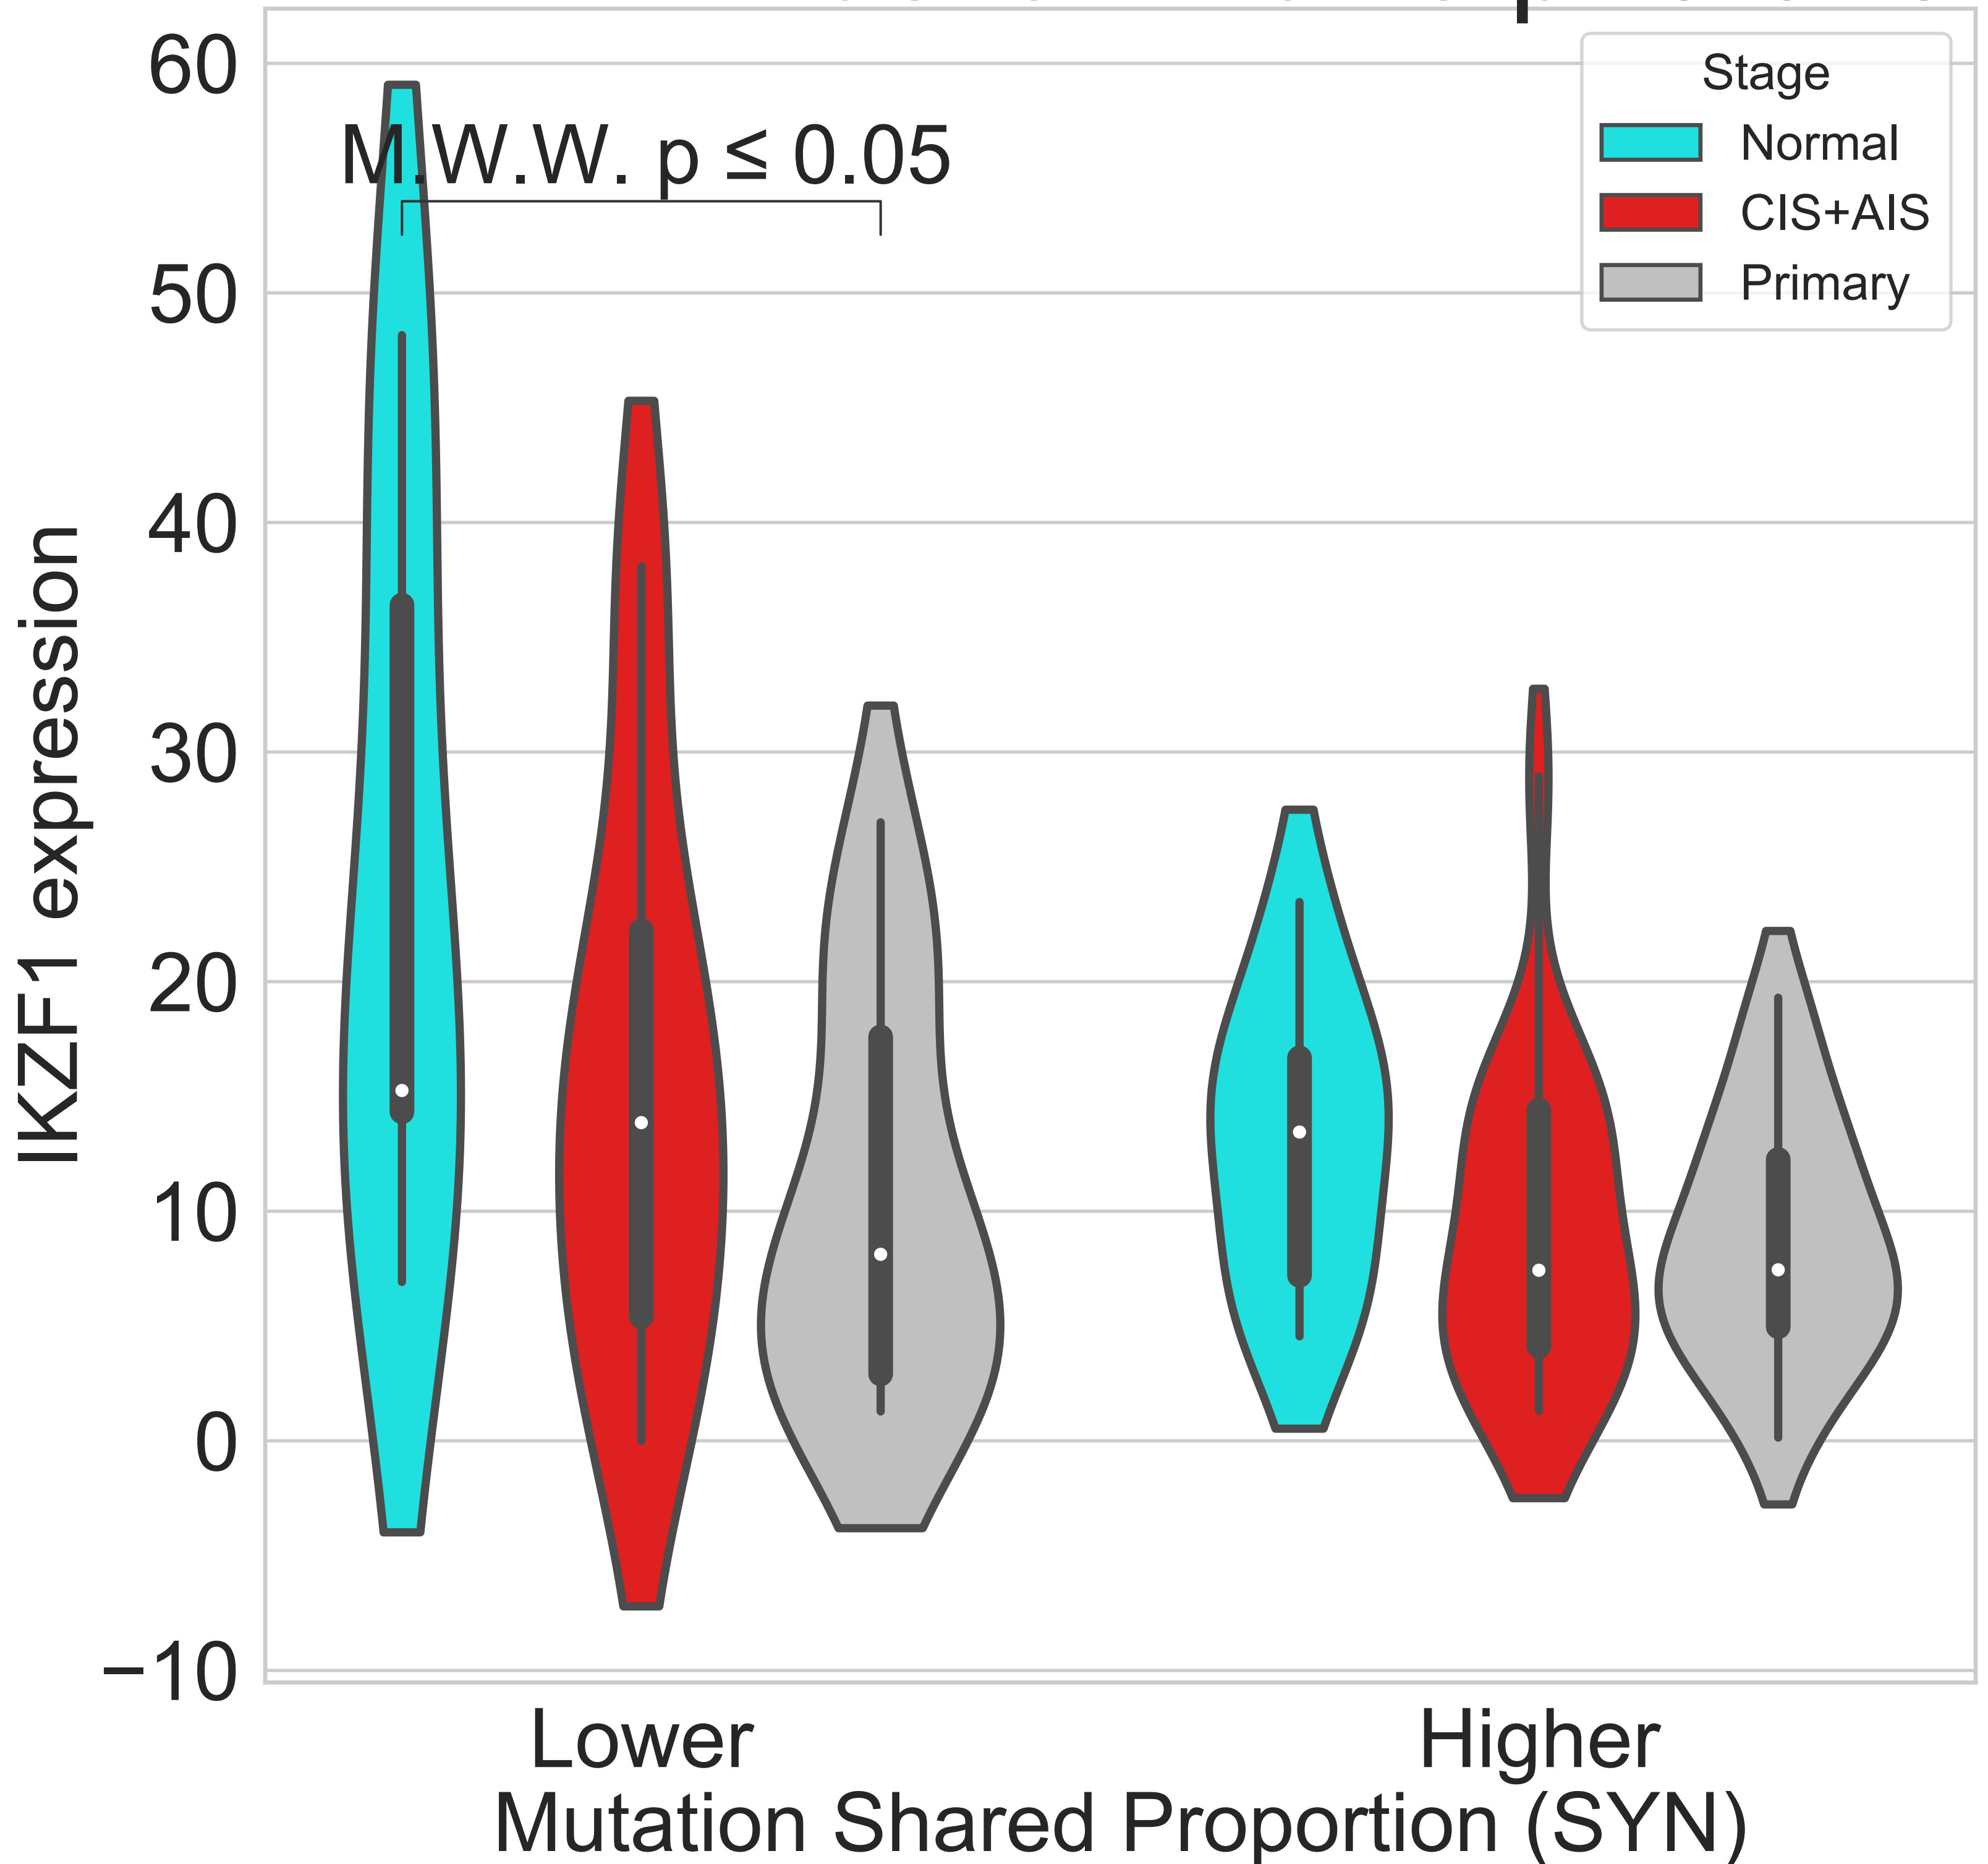 60
50
40
30
20
10
0
−10
IKZF1 expression
M.W.W. p ≤ 0.05
Stage
Normal
CIS+AIS
Primary
Lower
Higher
Mutation Shared Proportion (SYN)